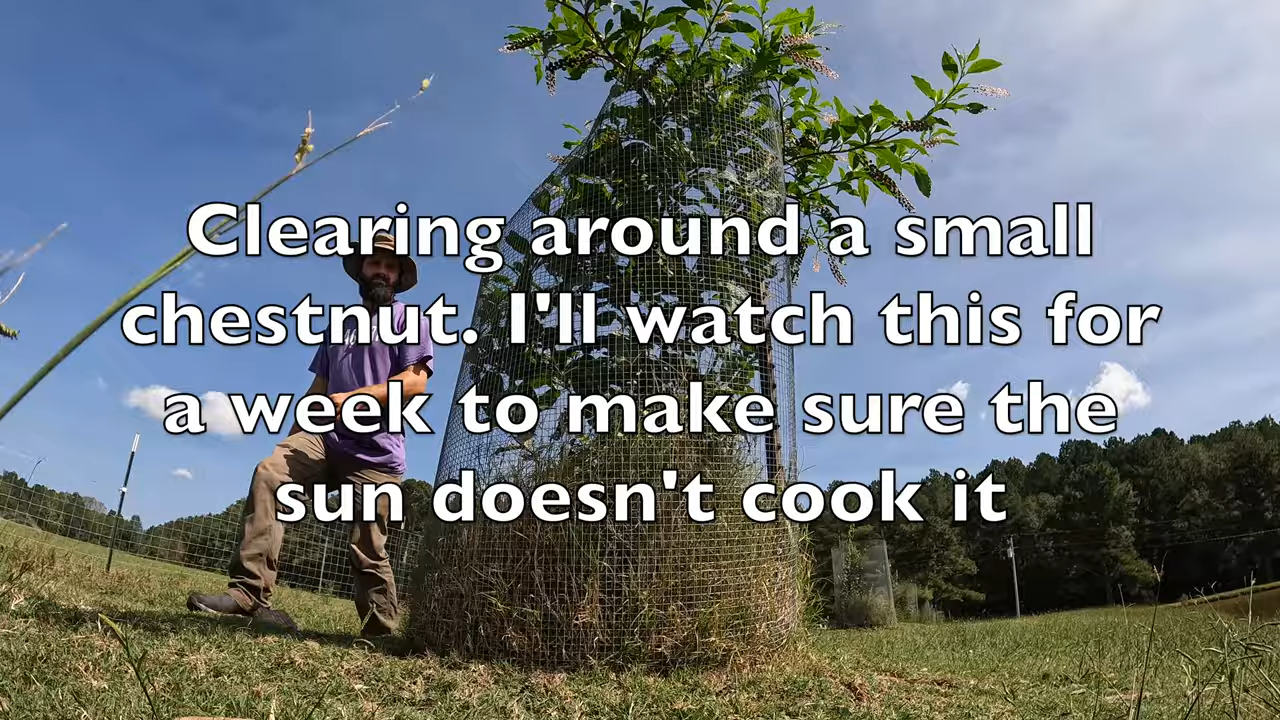 Clearing around a small
chestnut. I'll watch this for
a week to make sure the
sun doesn't cook it